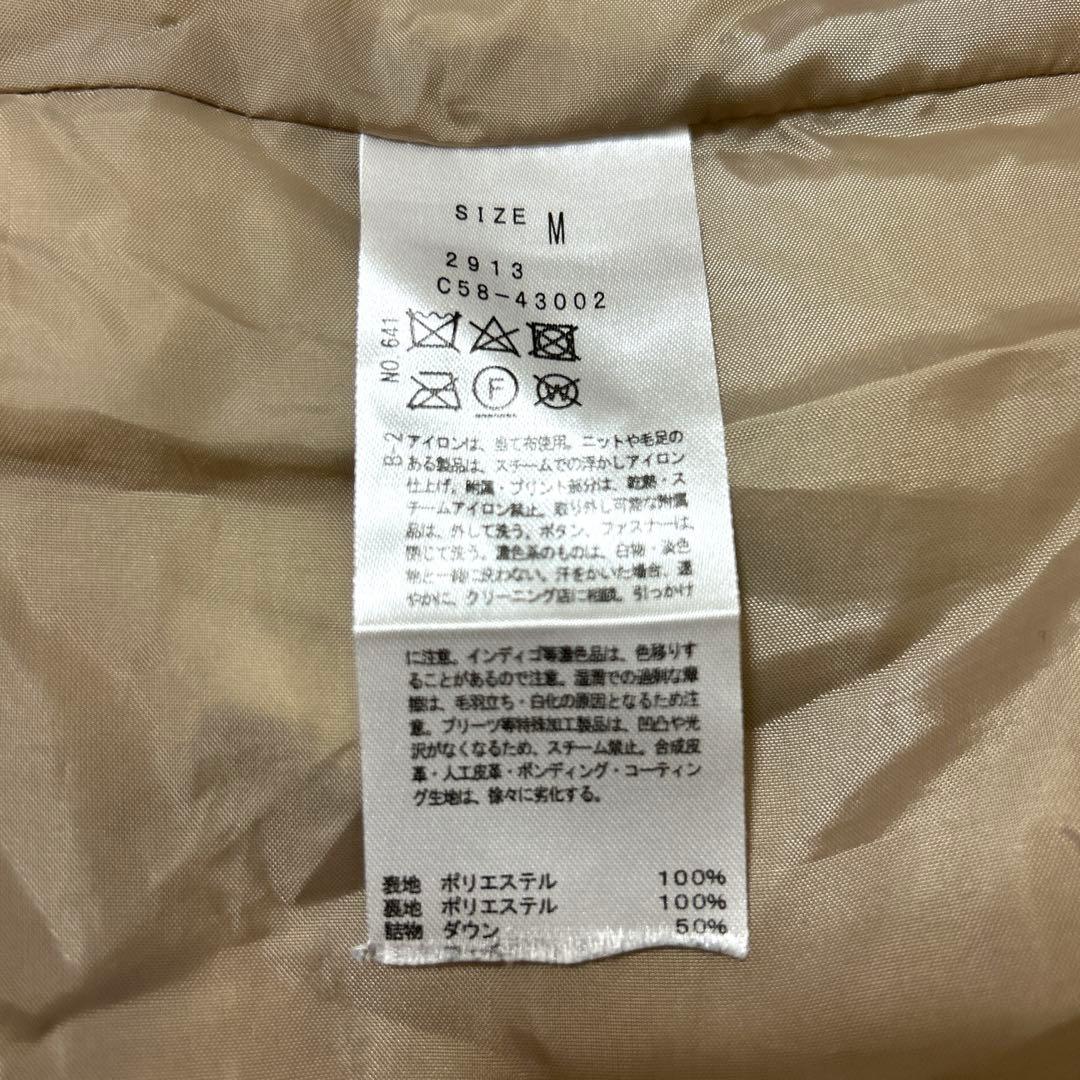 SIZE M
2913
C58-43002
NO.641
F
W
B-2
アイロンは、当て布使用。ニットや毛足の
ある製品は、スチームでの浮かしアイロン
仕上げ。附属・プリント部分は、乾熱・ス
チームアイロン禁止。取り外し可能な附属
品は、外して洗う。ボタン、ファスナーは、
閉じて洗う。濃色系のものは、白物・淡色
物と一緒に洗わない。汗をかいた場合、速
やかに、クリーニング店に相談。引っかけ
に注意。インディゴ等濃色品は、色移りす
ることがあるので注意。湿潤での過剰な摩
擦は、毛羽立ち・白化の原因となるため注
意。プリーツ等特殊加工製品は、凹凸や光
沢がなくなるため、スチーム禁止。合成皮
革・人工皮革・ボンディング・コーティン
グ生地は、徐々に劣化する。
表地 ポリエステル 100%
裏地 ポリエステル 100%
詰物 ダウン 50%